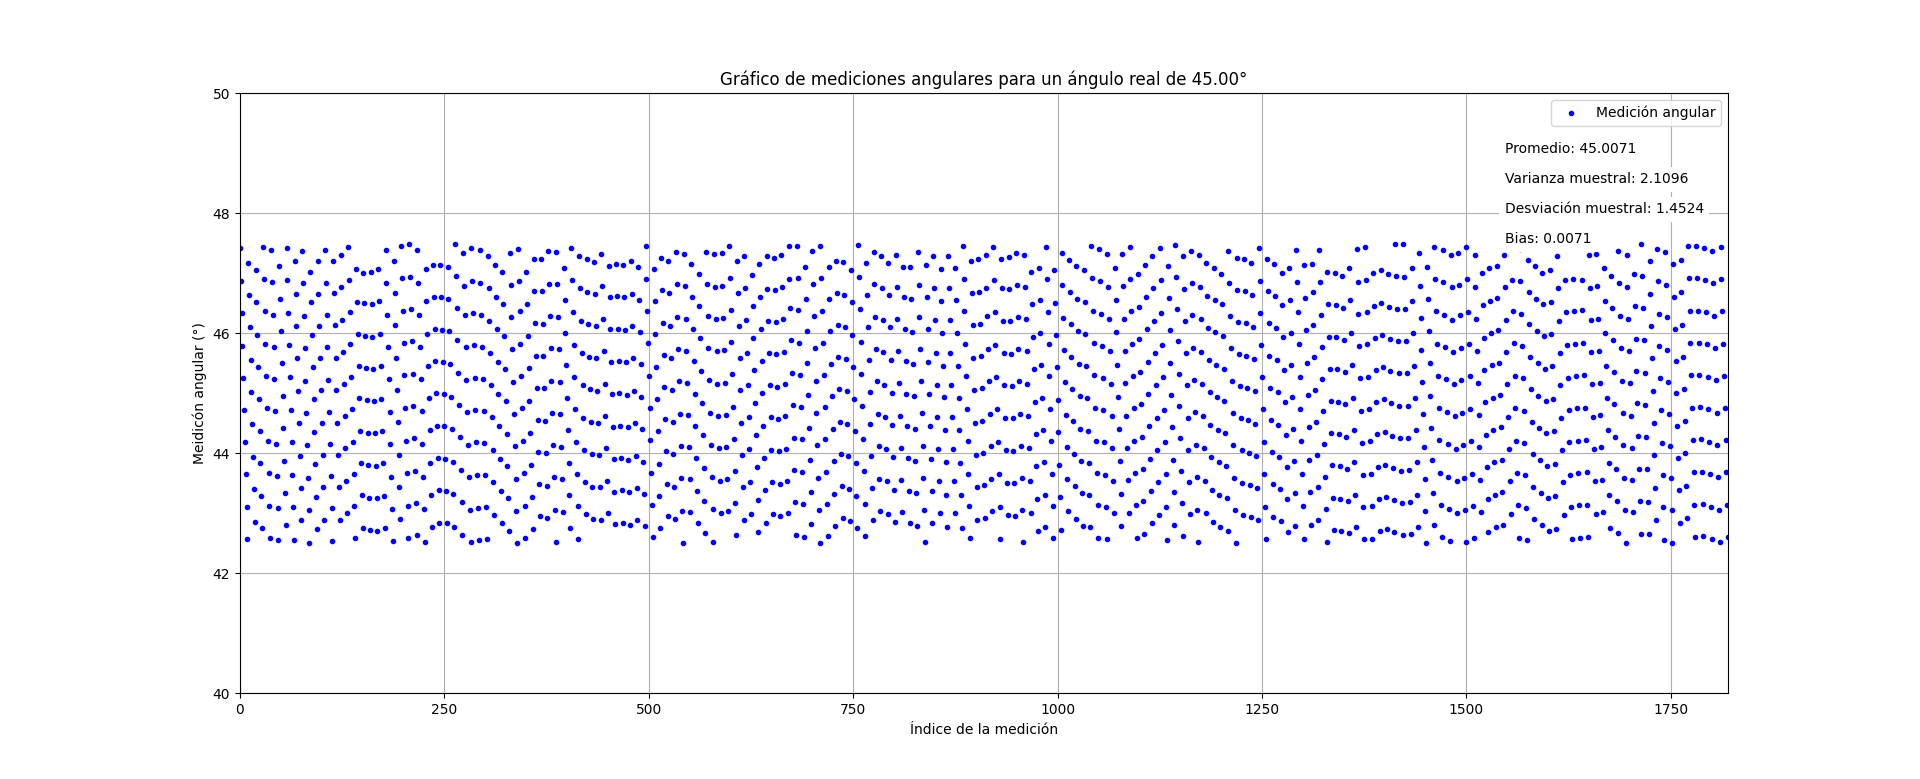 Gráfico de mediciones angulares para un ángulo real de 45.00°
Medición angular
Promedio: 45.0071
Varianza muestral: 2.1096
Desviación muestral: 1.4524
Bias: 0.0071
Meidicón angular (°)
50
48
46
44
42
40
0 250 500 750 1000 1250 1500 1750
Índice de la medición